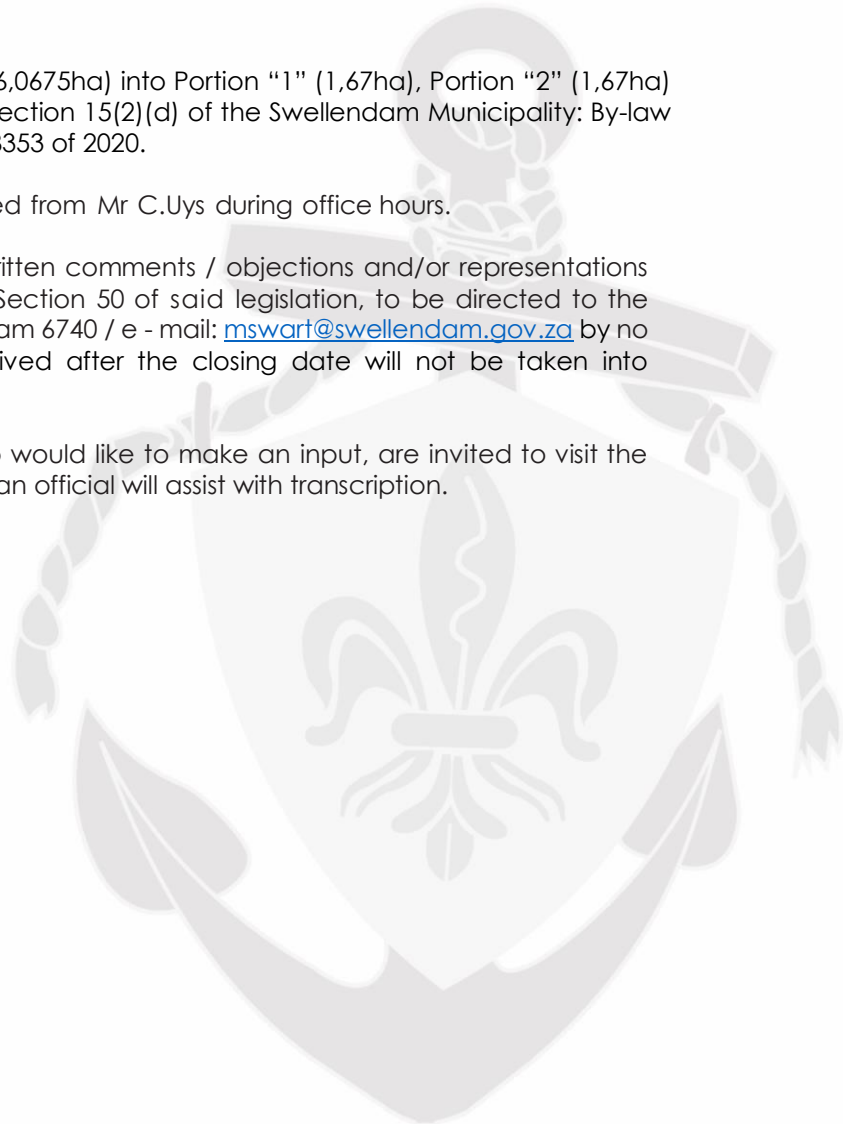 6,0675ha) into Portion “1” (1,67ha), Portion “2” (1,67ha)
ection 15(2)(d) of the Swellendam Municipality: By-law
353 of 2020.
ed from Mr C.Uys during office hours.
itten comments / objections and/or representations
Section 50 of said legislation, to be directed to the
am 6740 / e - mail: mswart@swellendam.gov.za by no
ived after the closing date will not be taken into
would like to make an input, are invited to visit the
an official will assist with transcription.